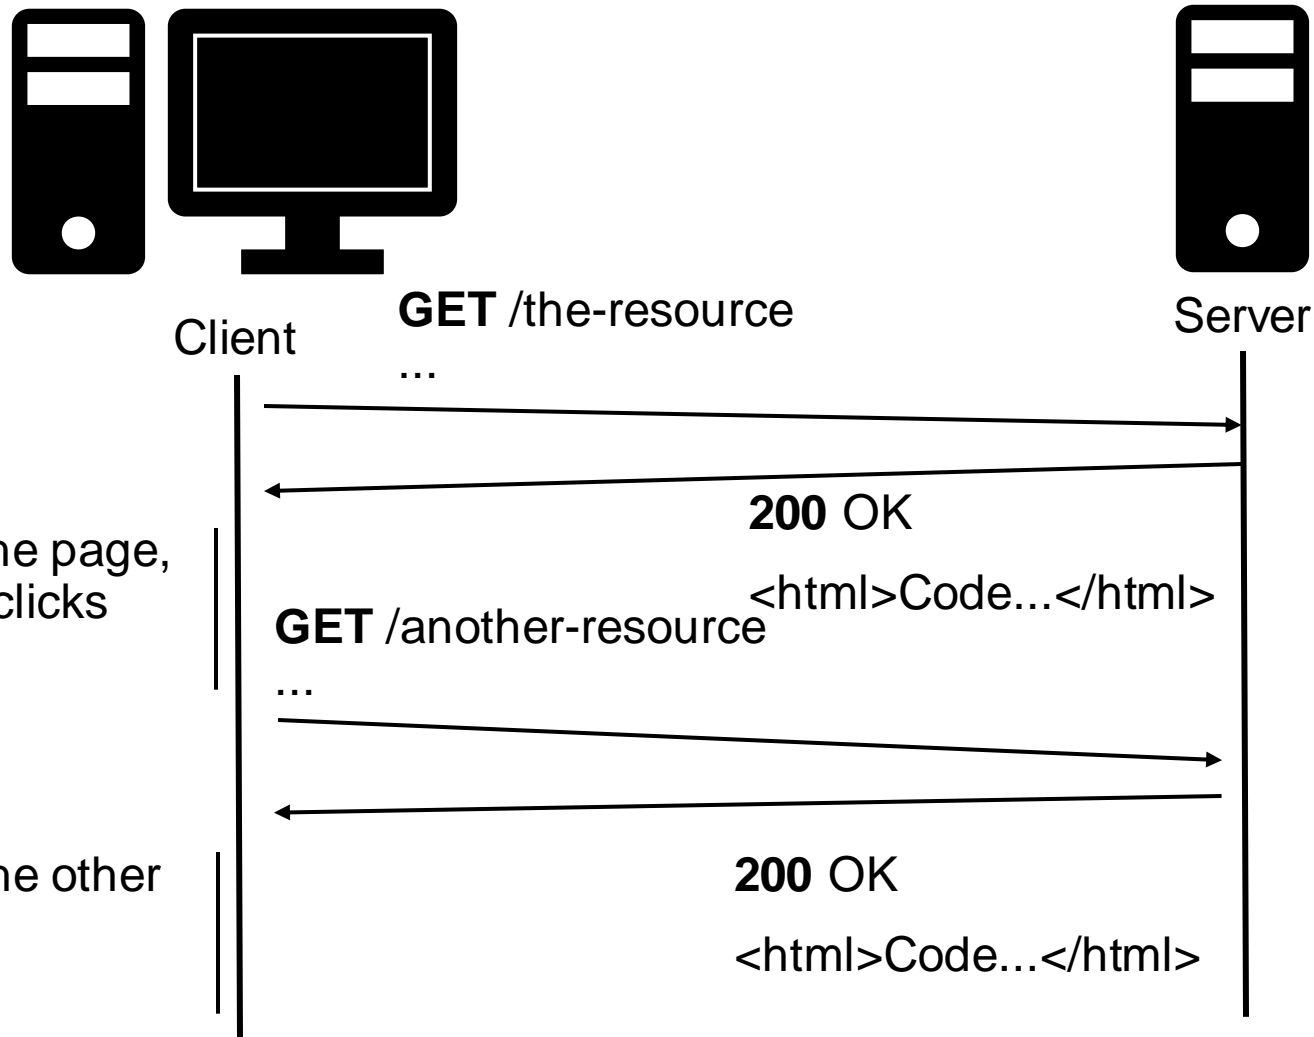 Client
Server
GET /the-resource
...
200 OK
<html>Code...</html>
he page,
clicks
GET /another-resource
...
he other
200 OK
<html>Code...</html>